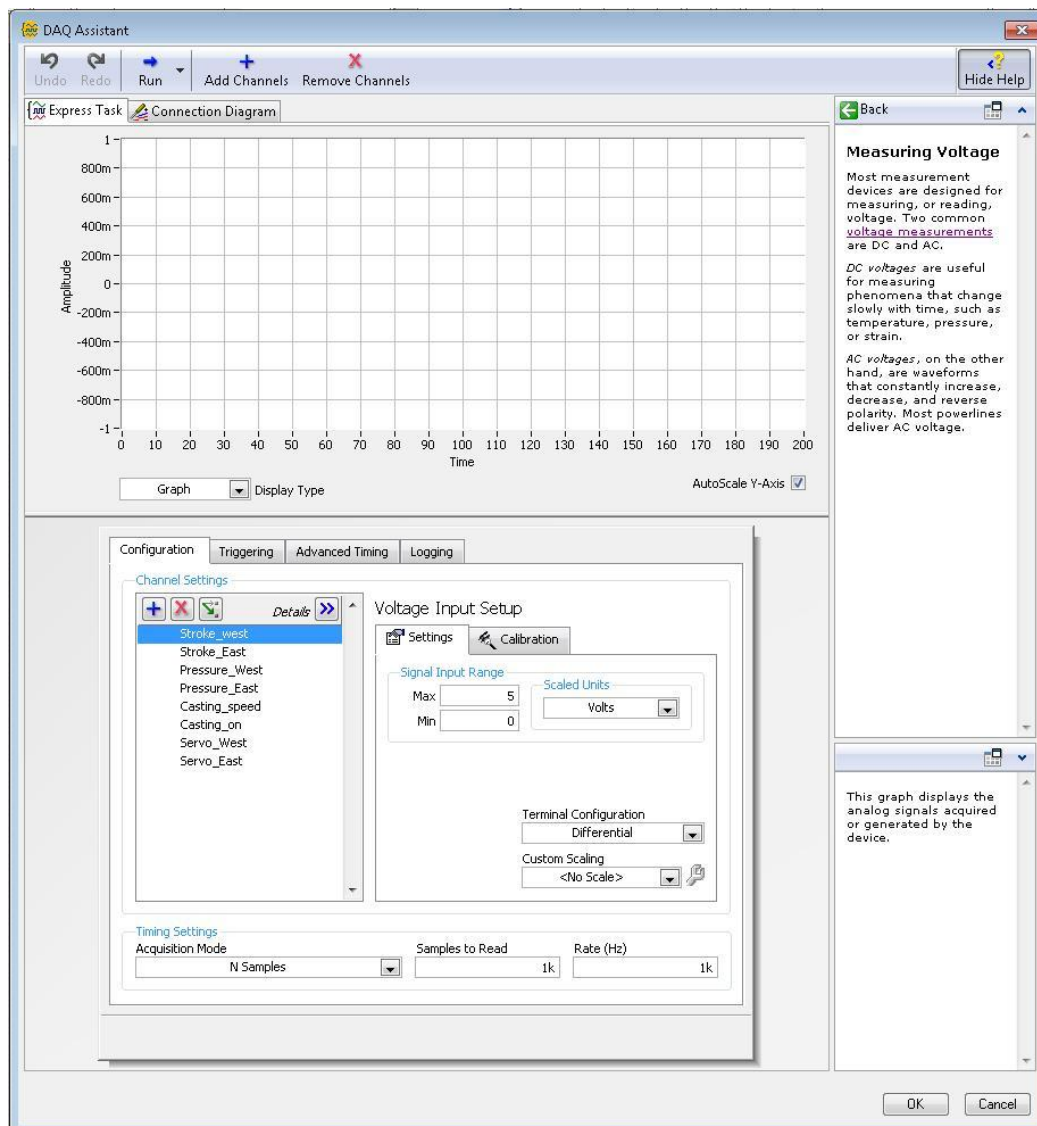 DAQ Assistant
Undo Redo Run Add Channels Remove Channels Hide Help
Express Task Connection Diagram
1
800m
600m
400m
200m
0
-200m
-400m
-600m
-800m
-1
Amplitude
0 10 20 30 40 50 60 70 80 90 100 110 120 130 140 150 160 170 180 190 200
Time
Graph Display Type
AutoScale Y-Axis
Configuration Triggering Advanced Timing Logging
Channel Settings
Details
Stroke_west
Stroke_East
Pressure_West
Pressure_East
Casting_speed
Casting_on
Servo_West
Servo_East
Voltage Input Setup
Settings Calibration
Signal Input Range
Max 5
Min 0
Scaled Units
Volts
Terminal Configuration
Differential
Custom Scaling
<No Scale>
Timing Settings
Acquisition Mode Samples to Read Rate (Hz)
N Samples 1k 1k
Back
Measuring Voltage
Most measurement
devices are designed for
measuring, or reading,
voltage. Two common
voltage measurements
are DC and AC.
DC voltages are useful
for measuring
phenomena that change
slowly with time, such as
temperature, pressure,
or strain.
AC voltages, on the other
hand, are waveforms
that constantly increase,
decrease, and reverse
polarity. Most powerlines
deliver AC voltage.
This graph displays the
analog signals acquired
or generated by the
device.
OK Cancel